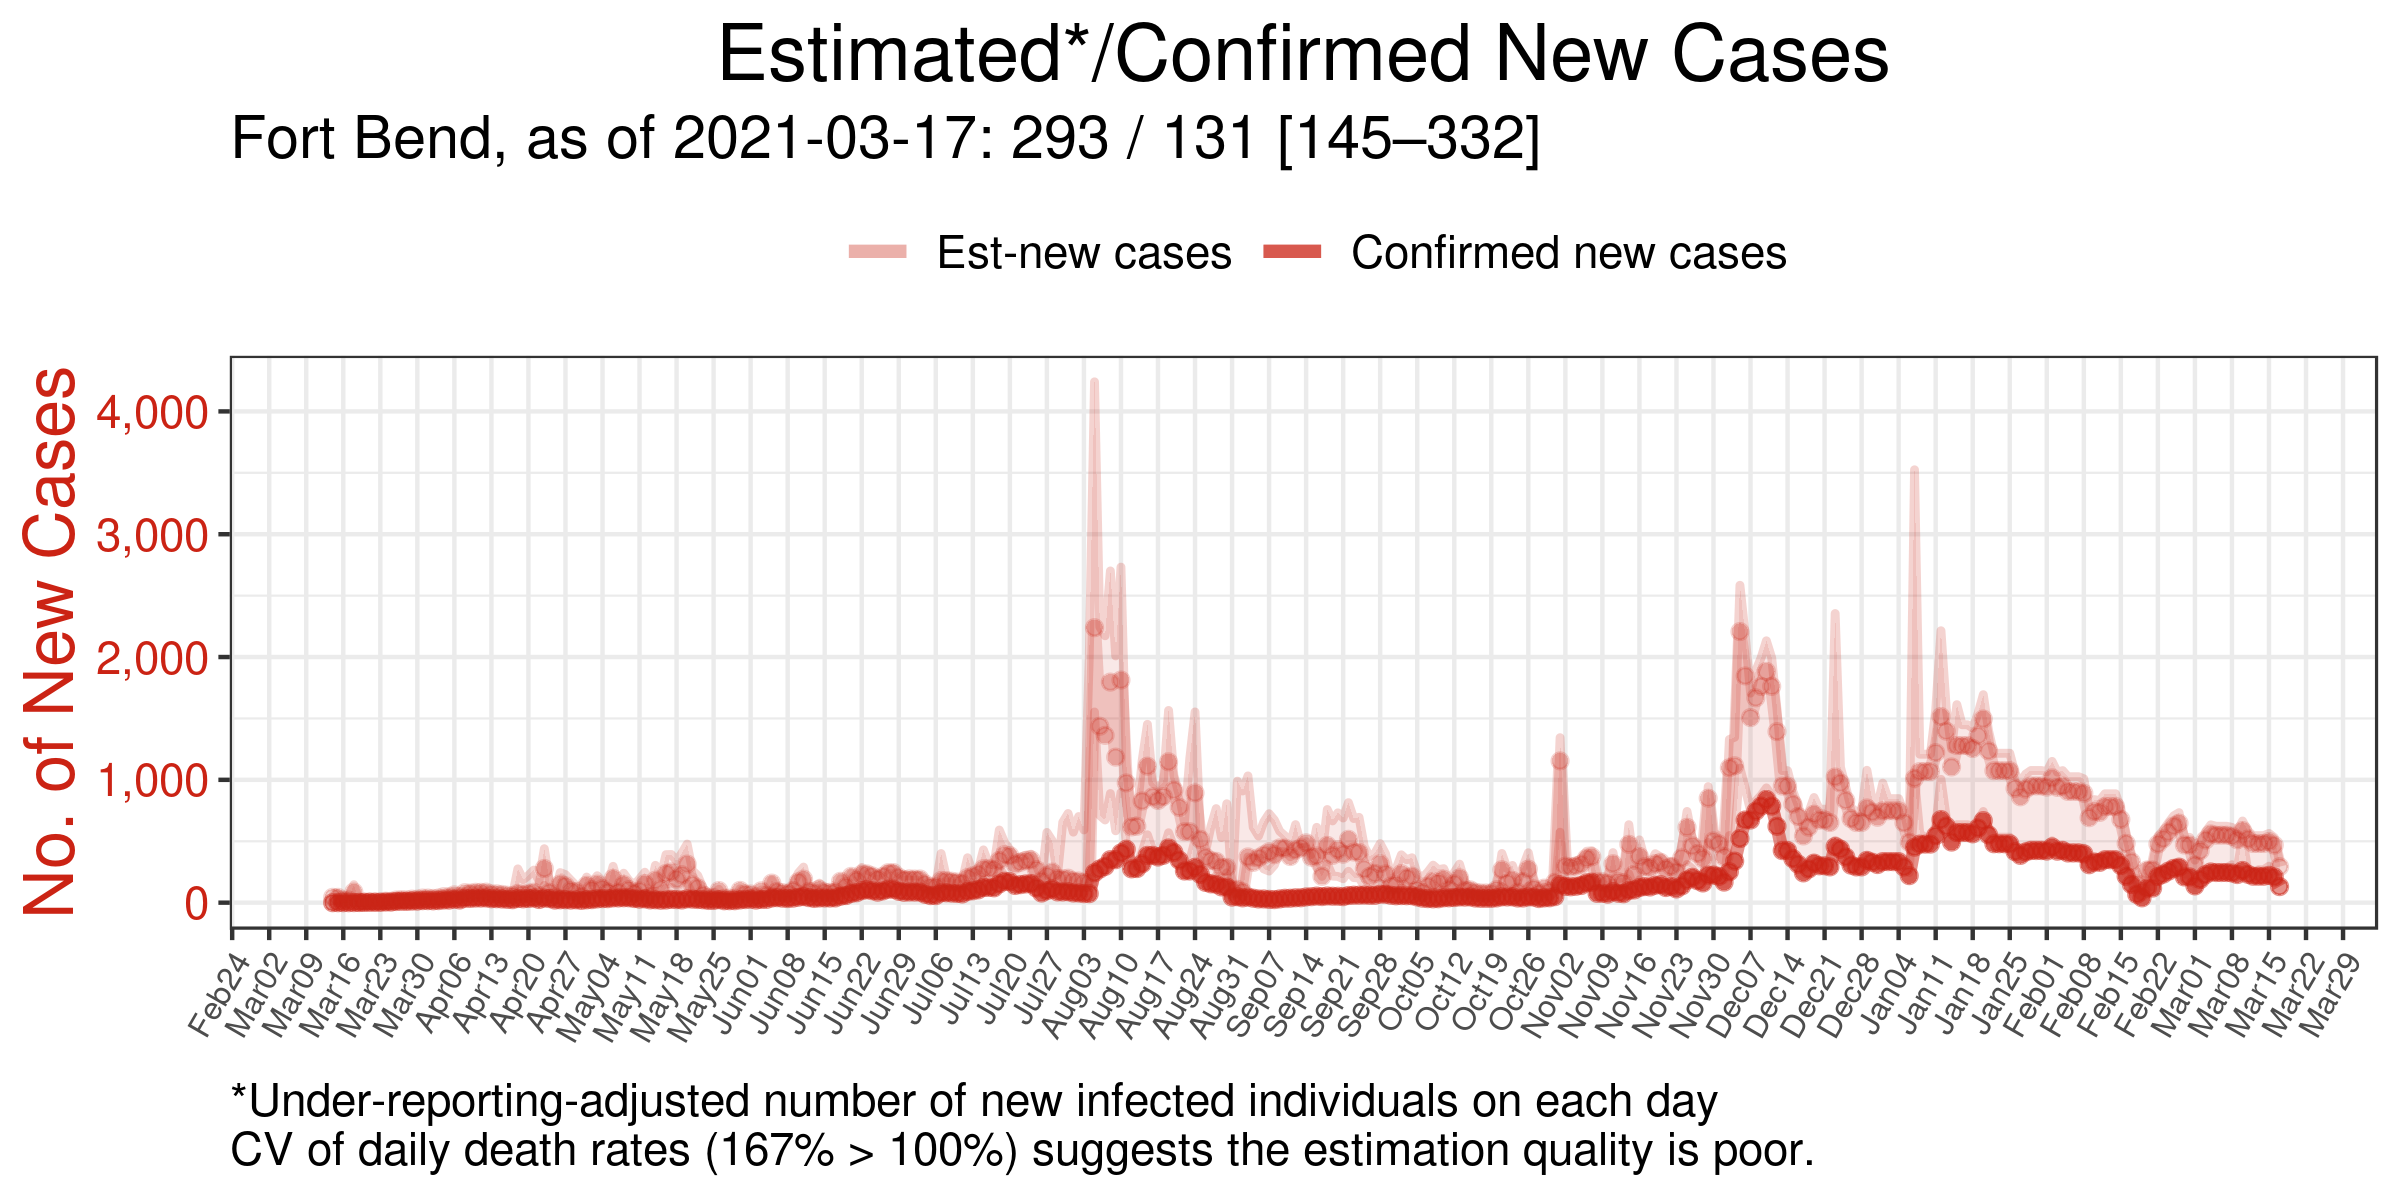 Estimated*/Confirmed New Cases
Fort Bend, as of 2021-03-17: 293 / 131 [145–332]
Est-new cases
Confirmed new cases
No. of New Cases
4,000
3,000
2,000
1,000
0
Feb24
Mar02
Mar09
Mar16
Mar23
Mar30
Apr06
Apr13
Apr20
Apr27
May04
May11
May18
May25
Jun01
Jun08
Jun15
Jun22
Jun29
Jul06
Jul13
Jul20
Jul27
Aug03
Aug10
Aug17
Aug24
Aug31
Sep07
Sep14
Sep21
Sep28
Oct05
Oct12
Oct19
Oct26
Nov02
Nov09
Nov16
Nov23
Nov30
Dec07
Dec14
Dec21
Dec28
Jan04
Jan11
Jan18
Jan25
Feb01
Feb08
Feb15
Feb22
Mar01
Mar08
Mar15
Mar22
Mar29
*Under-reporting-adjusted number of new infected individuals on each day
CV of daily death rates (167% > 100%) suggests the estimation quality is poor.